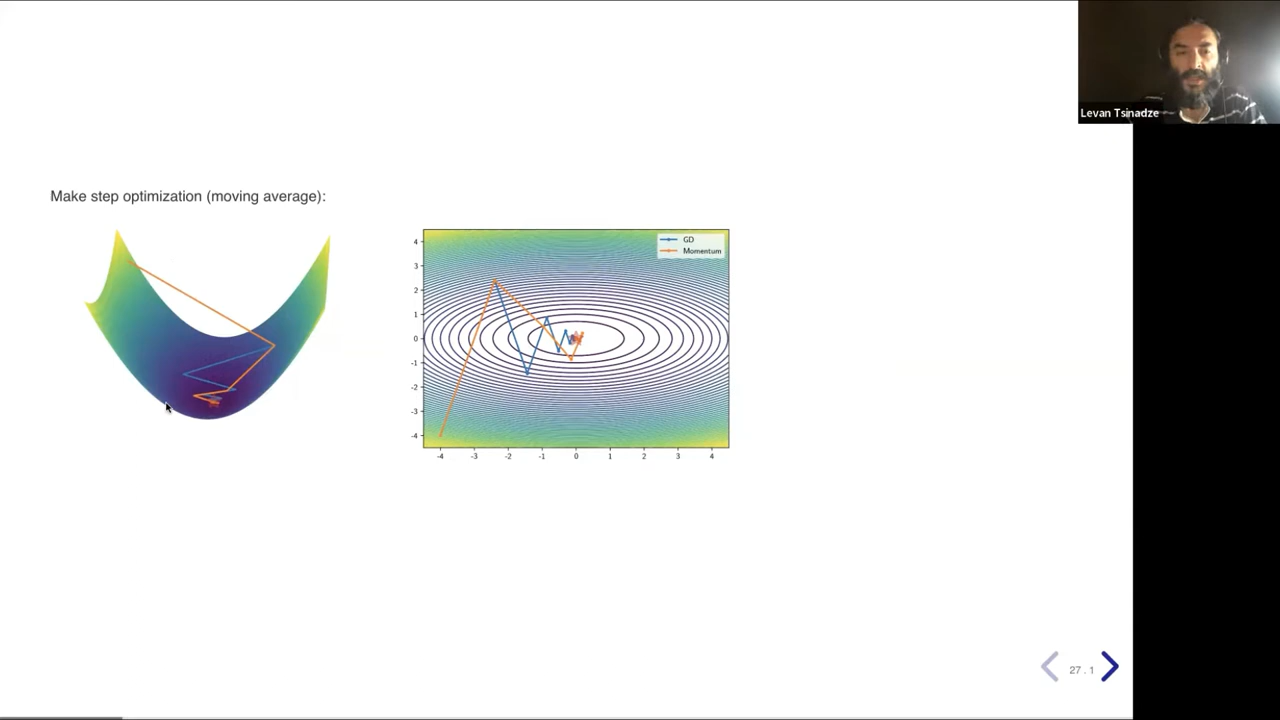 Levan Tsinadze
Make step optimization (moving average):
GD
Momentum
4
3
2
1
0
-1
-2
-3
-4
-4 -3 -2 -1 0 1 2 3 4
27 . 1